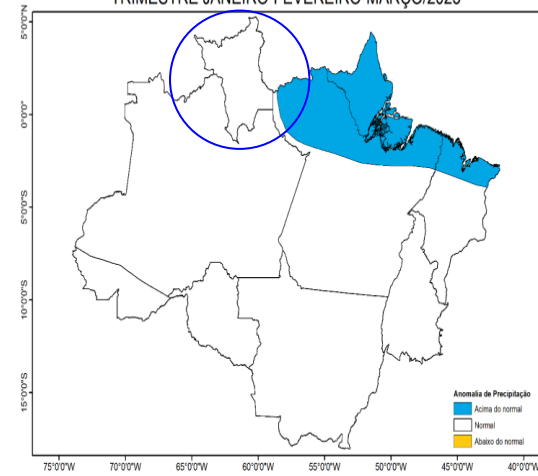 TRIMESTRE JANEIRO-FEVEREIRO-MARÇO/2023
5°0'0"N
0°0'0"
5°0'0"S
10°0'0"S
15°0'0"S
Anomalia de Precipitação
Acima do normal
Normal
Abaixo do normal
75°0'0"W 70°0'0"W 65°0'0"W 60°0'0"W 55°0'0"W 50°0'0"W 45°0'0"W 40°0'0"W